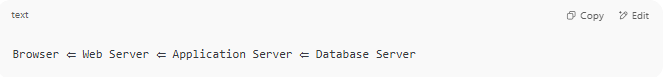 text
Copy
Edit
Browser ⇐ Web Server ⇐ Application Server ⇐ Database Server